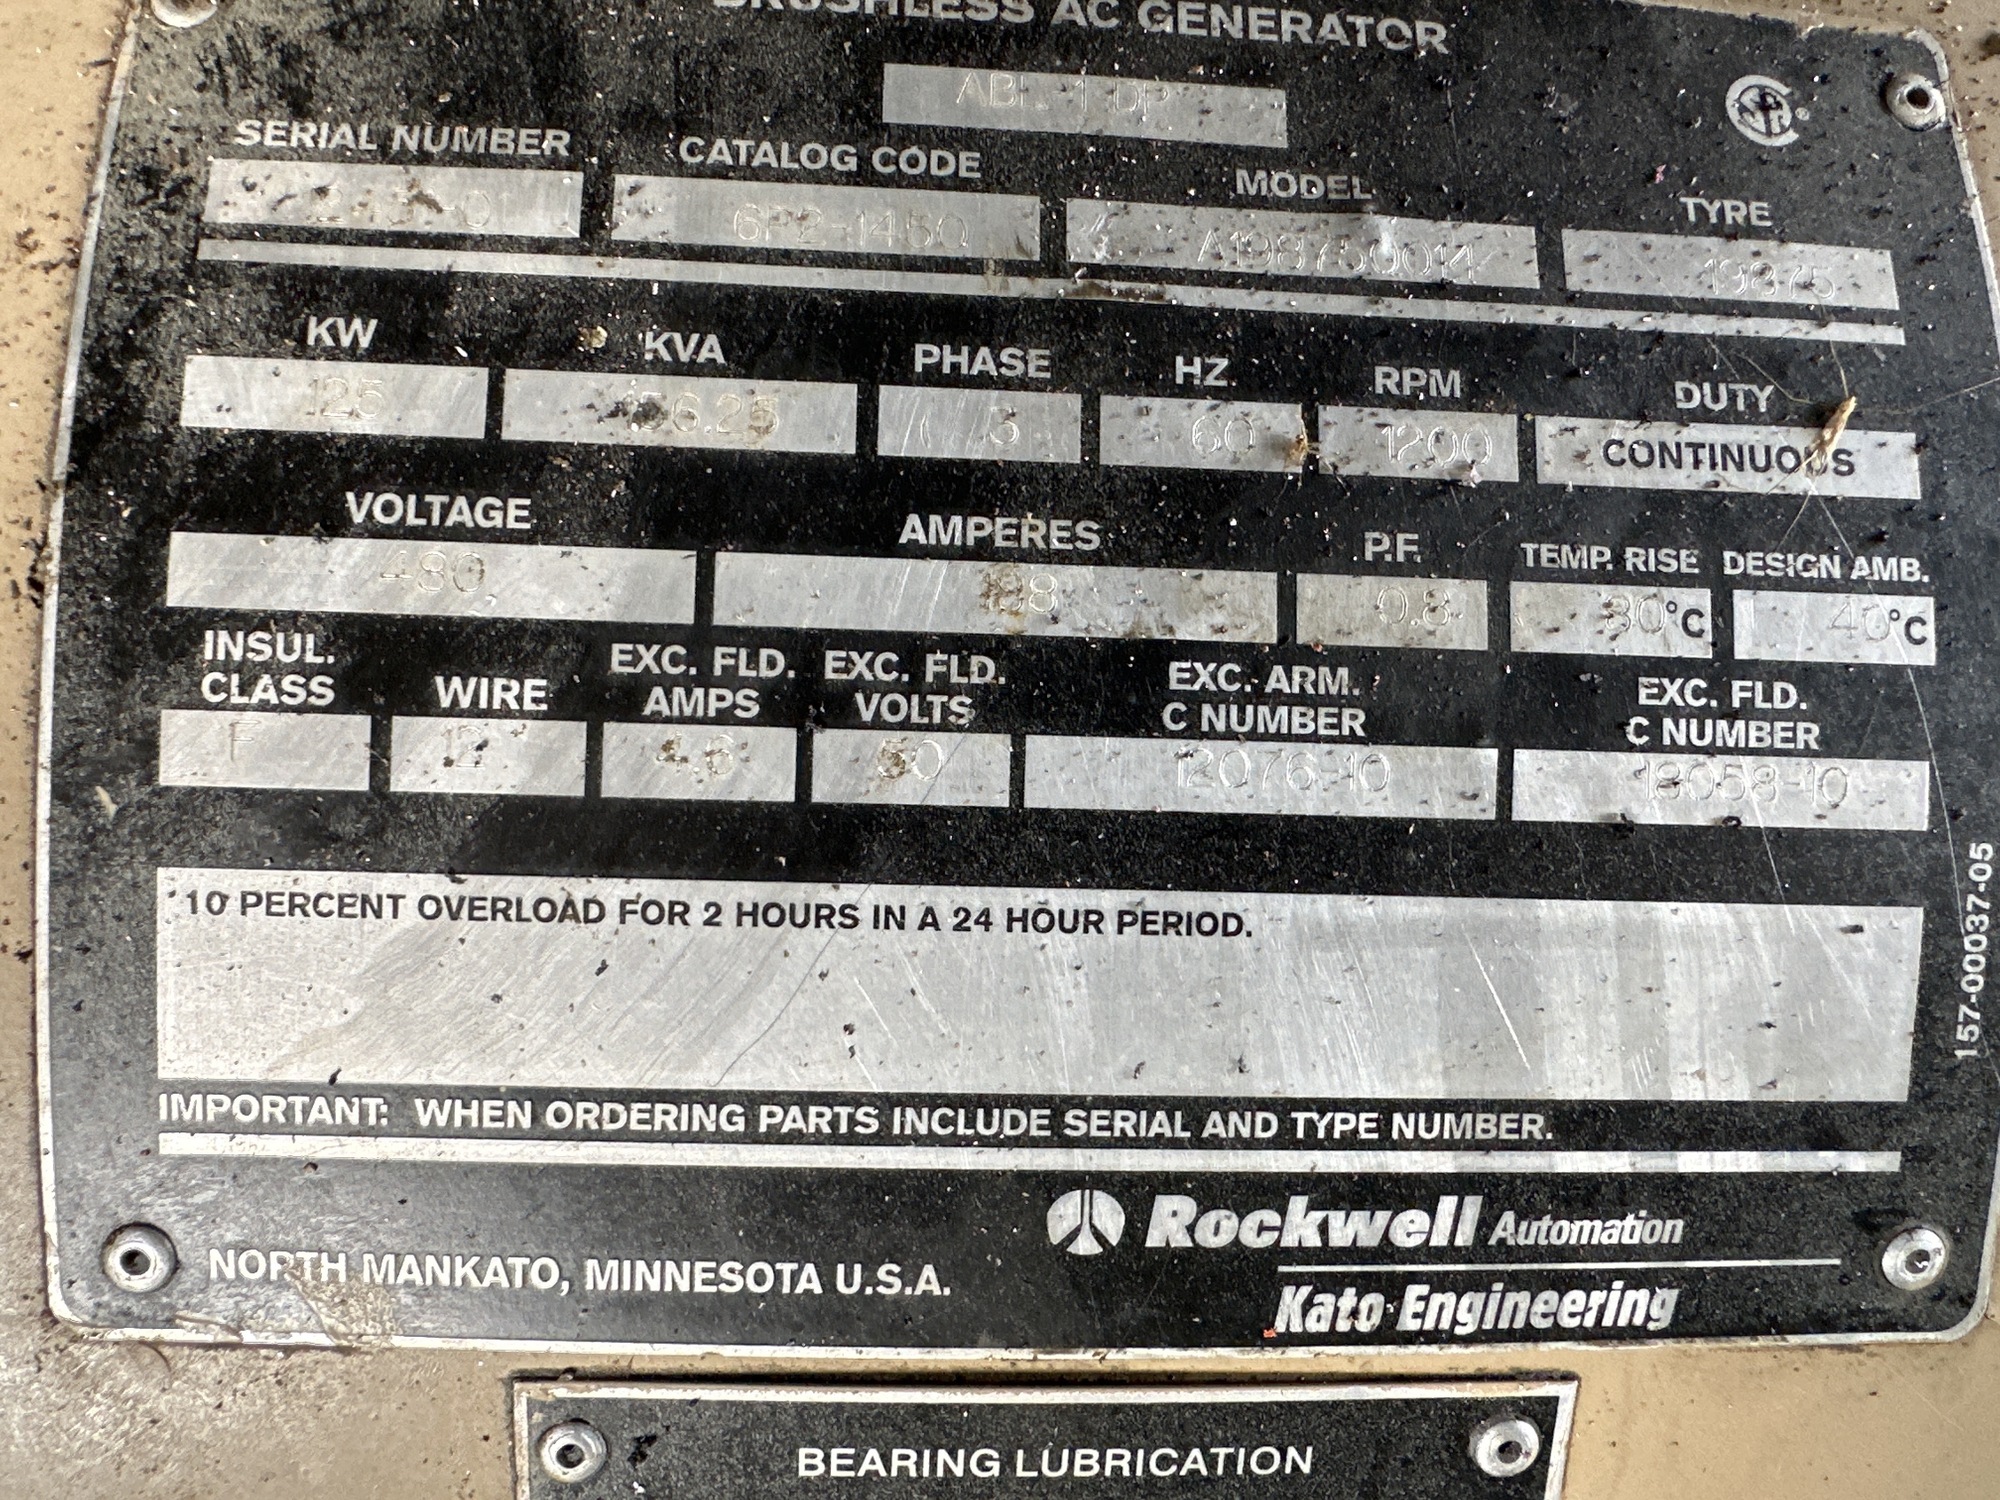 BRUSHLESS AC GENERATOR
SERIAL NUMBER CATALOG CODE MODEL TYPE
6P2-1450 A198750014 19875
KW KVA PHASE HZ RPM DUTY
125 156.25 3 60 1200 CONTINUOUS
VOLTAGE AMPERES P.F. TEMP. RISE DESIGN AMB.
480 188 0.8 80°C 40°C
INSUL. CLASS WIRE EXC. FLD. AMPS EXC. FLD. VOLTS EXC. ARM. C NUMBER EXC. FLD. C NUMBER
F 12 4.6 50 12076-10 18058-10
10 PERCENT OVERLOAD FOR 2 HOURS IN A 24 HOUR PERIOD.
157-00037-05
IMPORTANT: WHEN ORDERING PARTS INCLUDE SERIAL AND TYPE NUMBER.
Rockwell Automation
NORTH MANKATO, MINNESOTA U.S.A.
Kato Engineering
BEARING LUBRICATION